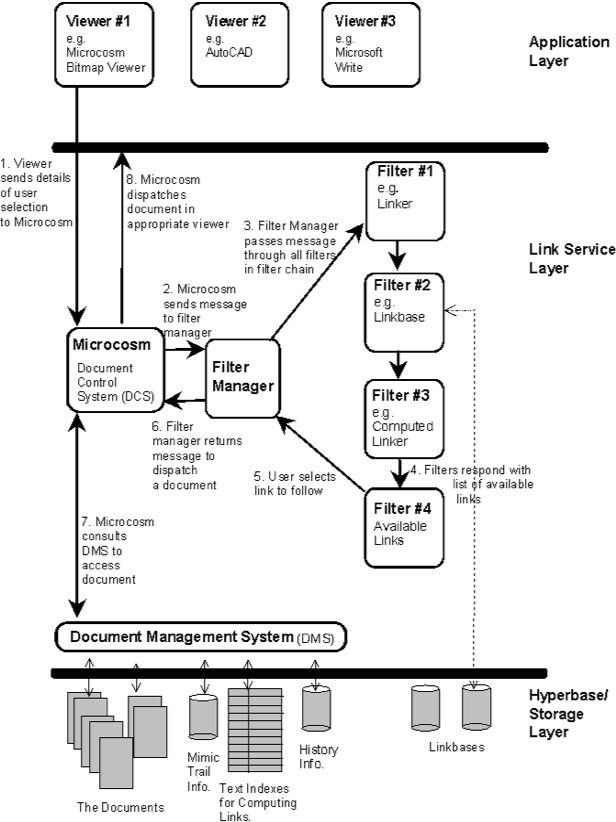 Viewer #1
e.g.
Microcosm
Bitmap Viewer
Viewer #2
e.g.
AutoCAD
Viewer #3
e.g.
Microsoft
Write
Application
Layer
1. Viewer
sends details
of user
selection
to Microcosm
8. Microcosm
dispatches
document in
appropriate viewer
3. Filter Manager
passes message
through all filters
in filter chain
Filter #1
e.g.
Linker
Link Service
Layer
2. Microcosm
sends message
to filter
manager
Filter #2
e.g.
Linkbase
Microcosm
Document
Control
System (DCS)
Filter
Manager
Filter #3
e.g.
Computed
Linker
6. Filter
manager returns
message to
dispatch
a document
5. User selects
link to follow
4. Filters respond with
list of available
links
Filter #4
Available
Links
7. Microcosm
consults
DMS to
access
document
Document Management System (DMS)
Hyperbase/
Storage
Layer
The Documents
Mimic
Trail
Info.
Text Indexes
for Computing
Links.
History
Info.
Linkbases